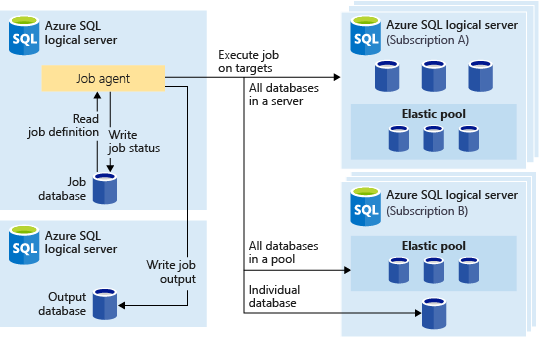 Azure SQL
logical server
SQL
Job agent
Read
job definition
Write
job status
Job
database
Azure SQL
logical server
SQL
Write job
output
Output
database
Execute job
on targets
All databases
in a server
All databases
in a pool
Individual
database
Azure SQL logical server
(Subscription A)
SQL
Elastic pool
Azure SQL logical server
(Subscription B)
SQL
Elastic pool